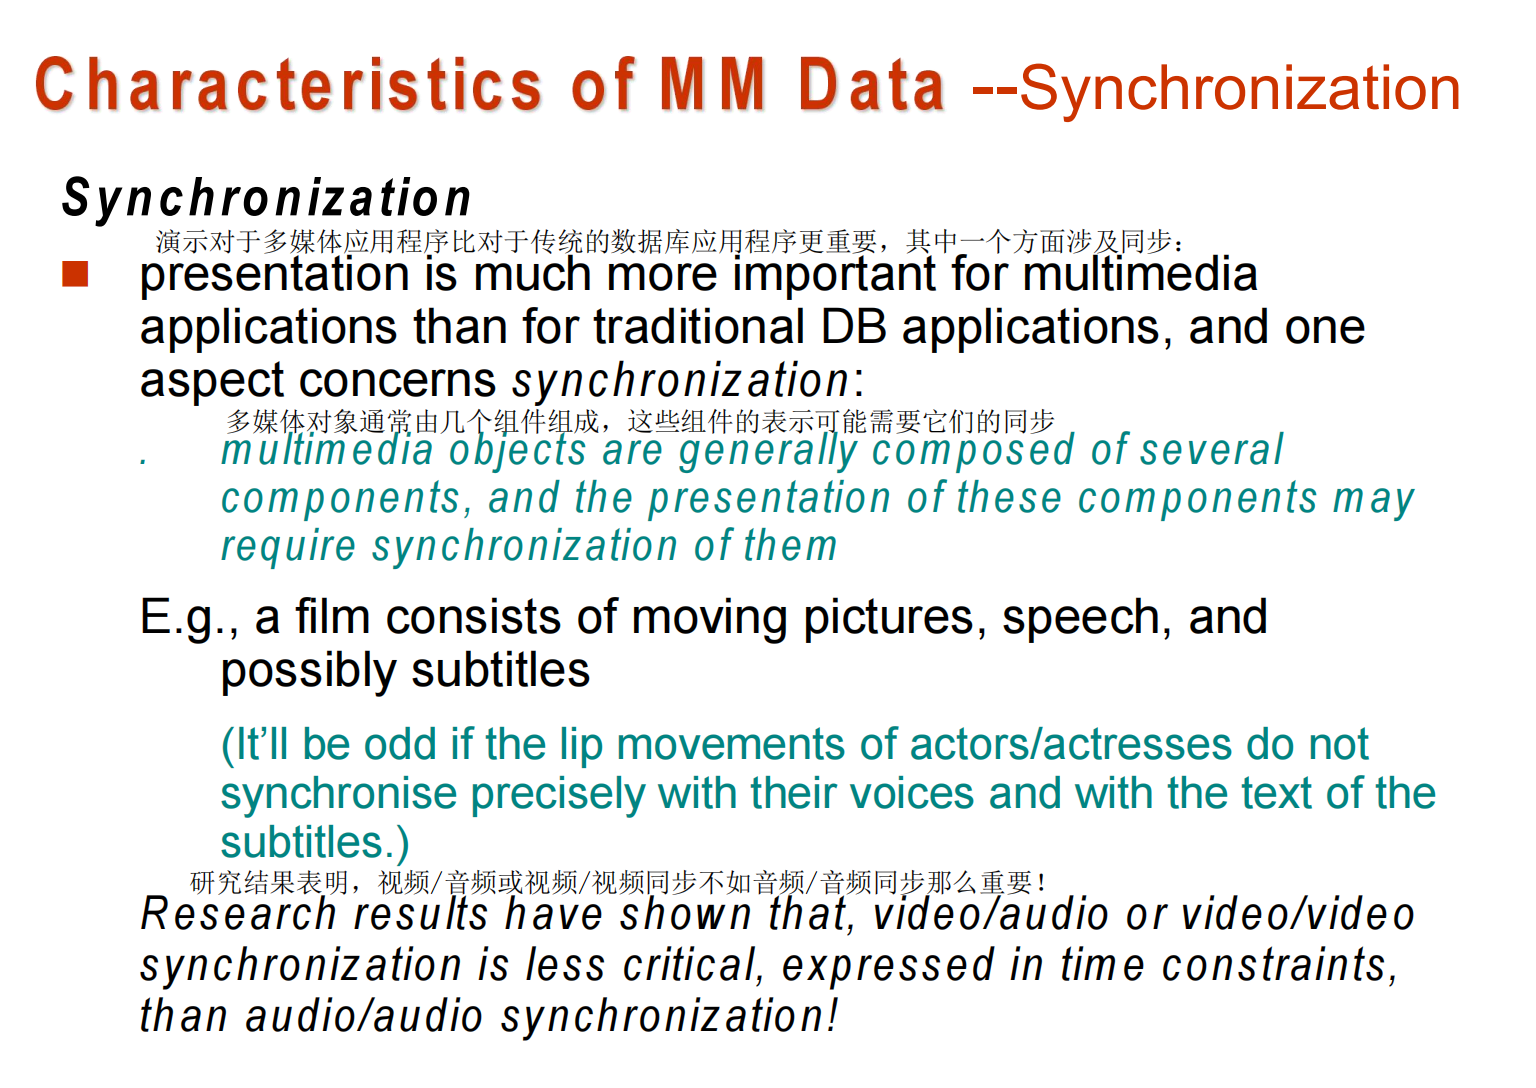 Characteristics of MM Data --Synchronization
Synchronization
演示对于多媒体应用程序比对于传统的数据库应用程序更重要，其中一个方面涉及同步：
presentation is much more important for multimedia
applications than for traditional DB applications, and one
aspect concerns synchronization:
多媒体对象通常由几个组件组成，这些组件的表示可能需要它们的同步
. multimedia objects are generally composed of several
components, and the presentation of these components may
require synchronization of them
E.g., a film consists of moving pictures, speech, and
possibly subtitles
(It’ll be odd if the lip movements of actors/actresses do not
synchronise precisely with their voices and with the text of the
subtitles.)
研究结果表明，视频/音频或视频/视频同步不如音频/音频同步那么重要！
Research results have shown that, video/audio or video/video
synchronization is less critical, expressed in time constraints,
than audio/audio synchronization!